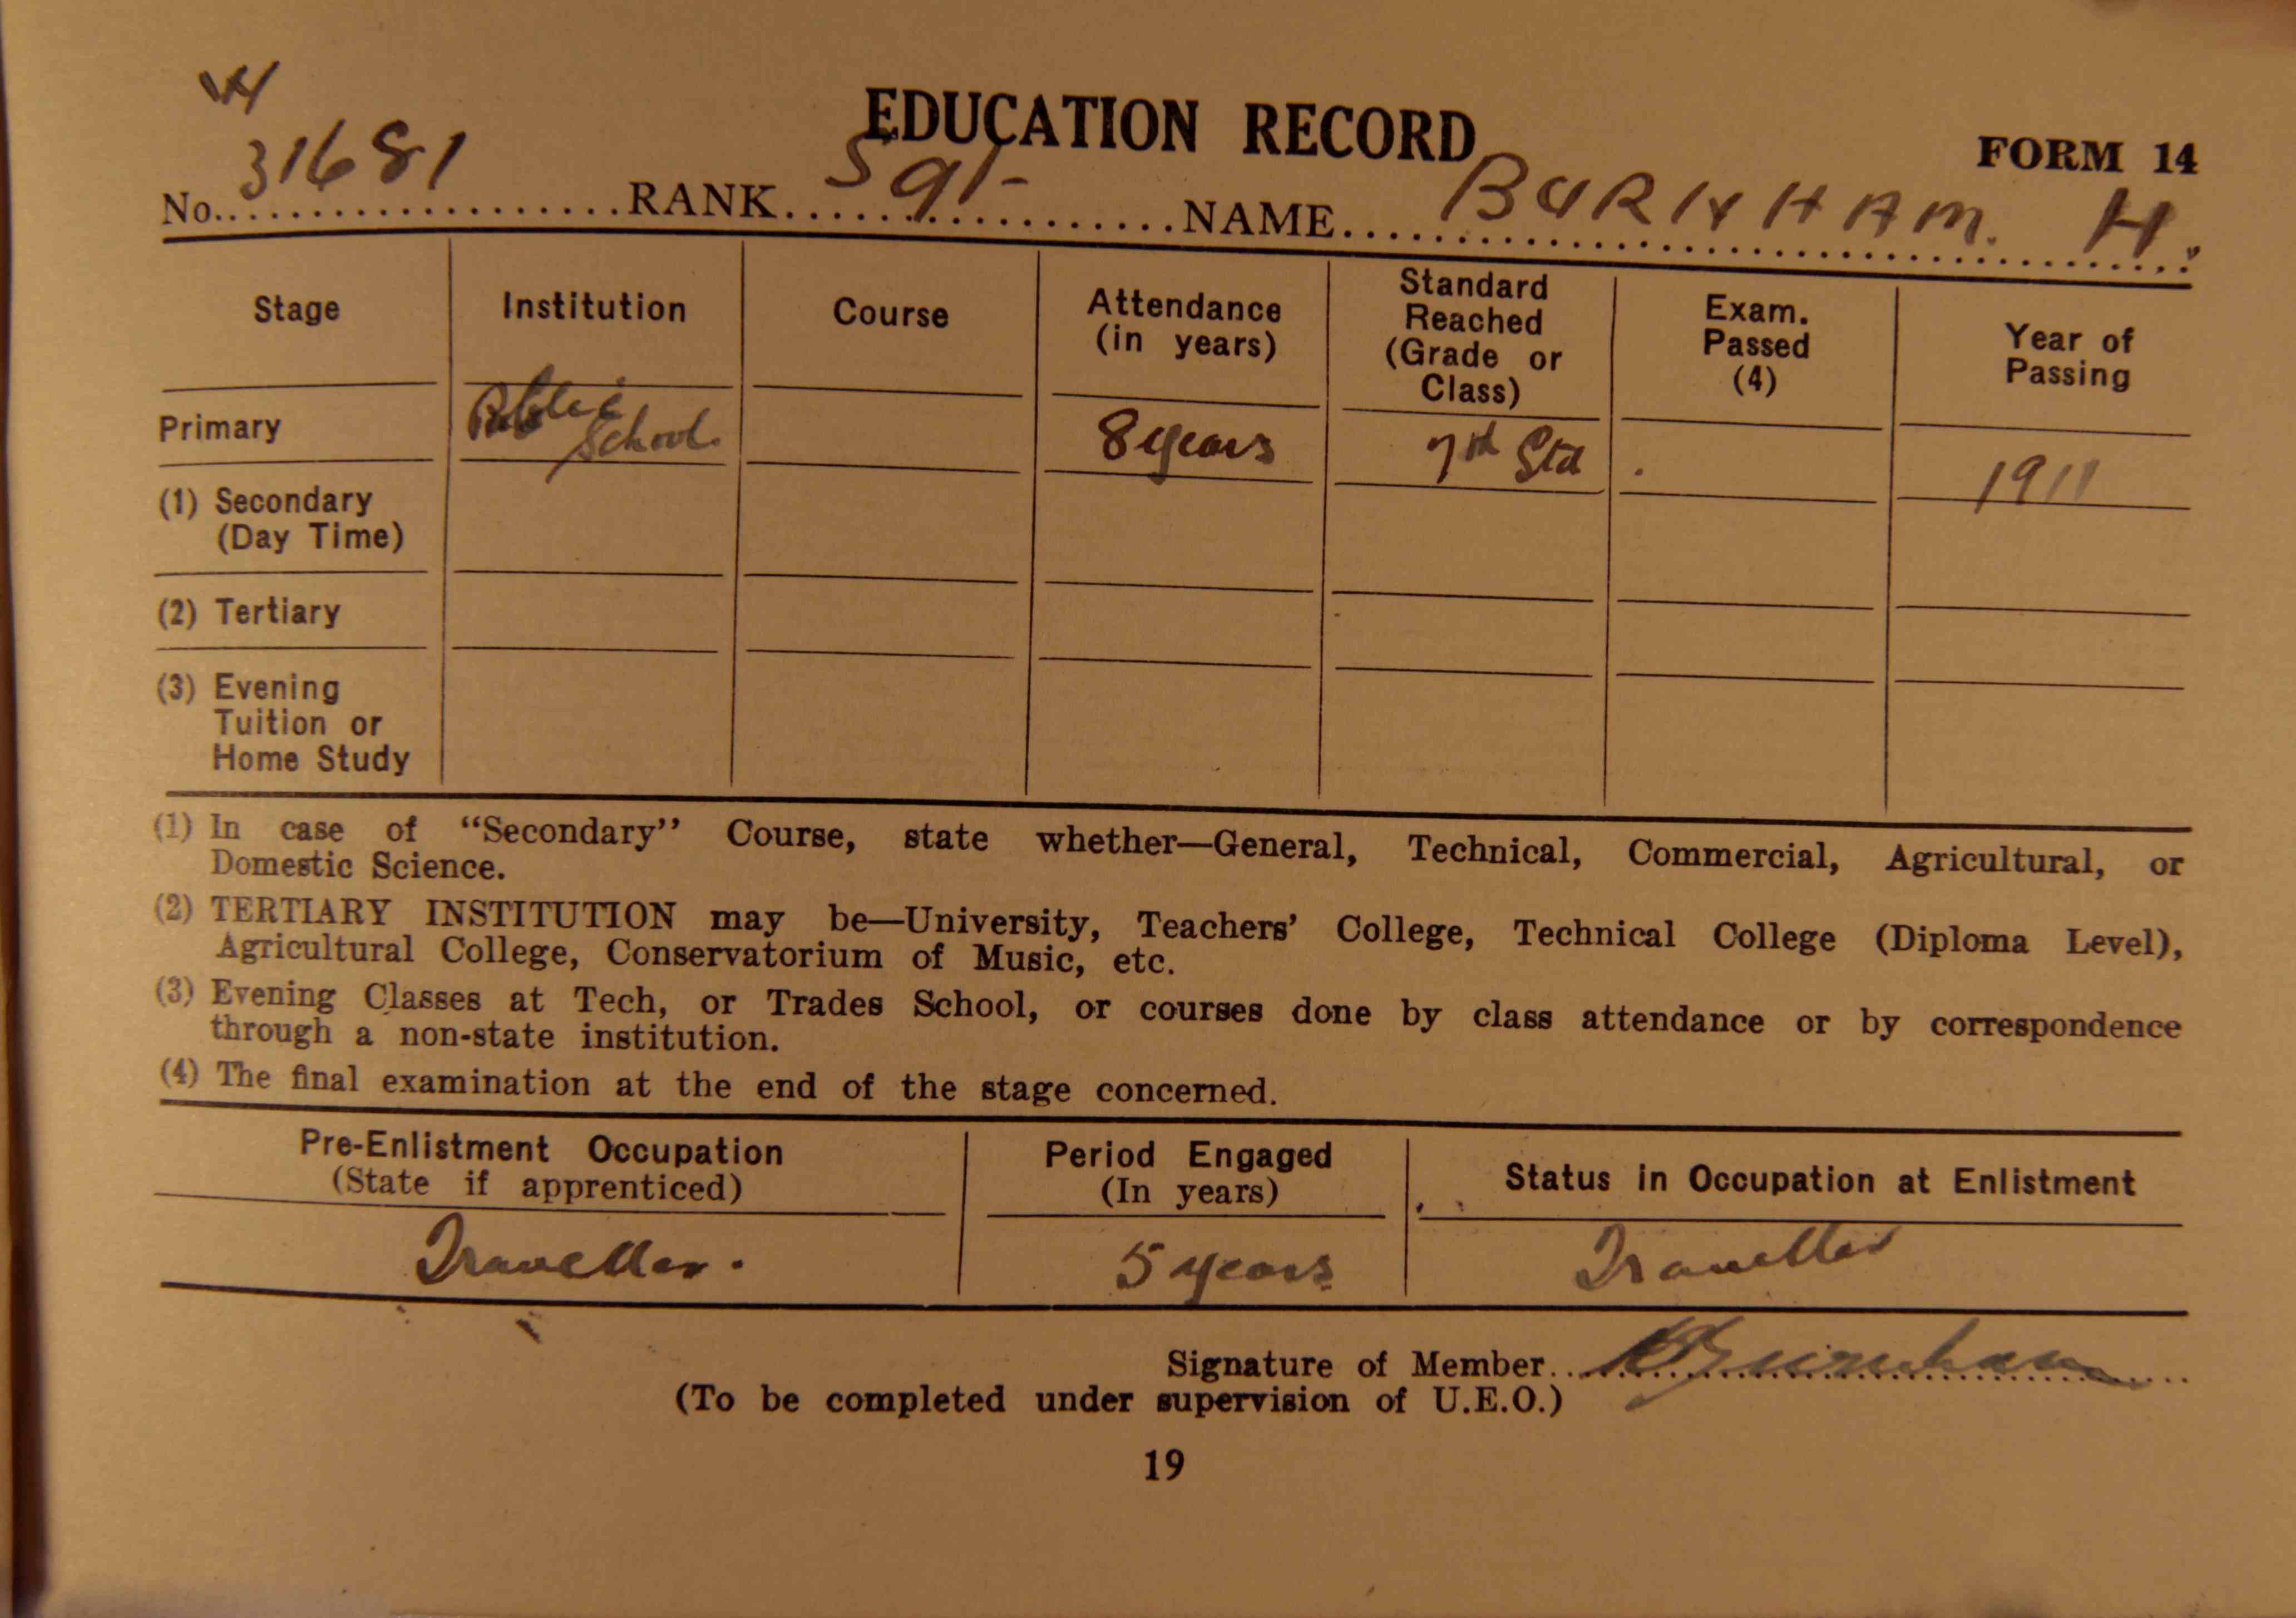 EDUCATION RECORD
FORM 14
No. 31681 RANK Sgt NAME BURNHAM. H.
Stage Institution Course Attendance (in years) Standard Reached (Grade or Class) Exam. Passed (4) Year of Passing
Primary Public School 8 years 7th Std 1911
(1) Secondary
(Day Time)
(2) Tertiary
(3) Evening
Tuition or
Home Study
(1) In case of “Secondary” Course, state whether—General, Technical, Commercial, Agricultural, or
Domestic Science.
(2) TERTIARY INSTITUTION may be—University, Teachers’ College, Technical College (Diploma Level),
Agricultural College, Conservatorium of Music, etc.
(3) Evening Classes at Tech, or Trades School, or courses done by class attendance or by correspondence
through a non-state institution.
(4) The final examination at the end of the stage concerned.
Pre-Enlistment Occupation Period Engaged Status in Occupation at Enlistment
(State if apprenticed) (In years)
Traveller. 5 years Traveller
Signature of Member HBurnham
(To be completed under supervision of U.E.O.)
19